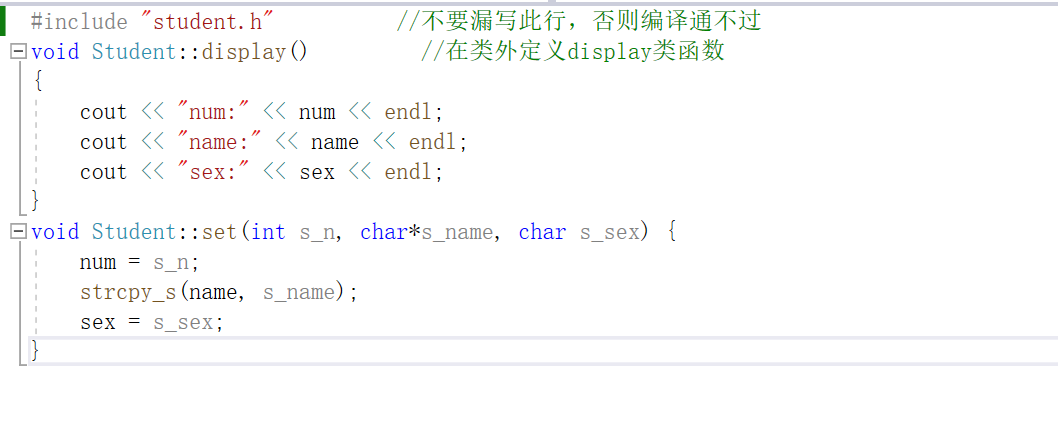 #include "student.h" //不要漏写此行，否则编译通不过
void Student::display() //在类外定义display类函数
{
cout << "num:" << num << endl;
cout << "name:" << name << endl;
cout << "sex:" << sex << endl;
}
void Student::set(int s_n, char*s_name, char s_sex) {
num = s_n;
strcpy_s(name, s_name);
sex = s_sex;
}